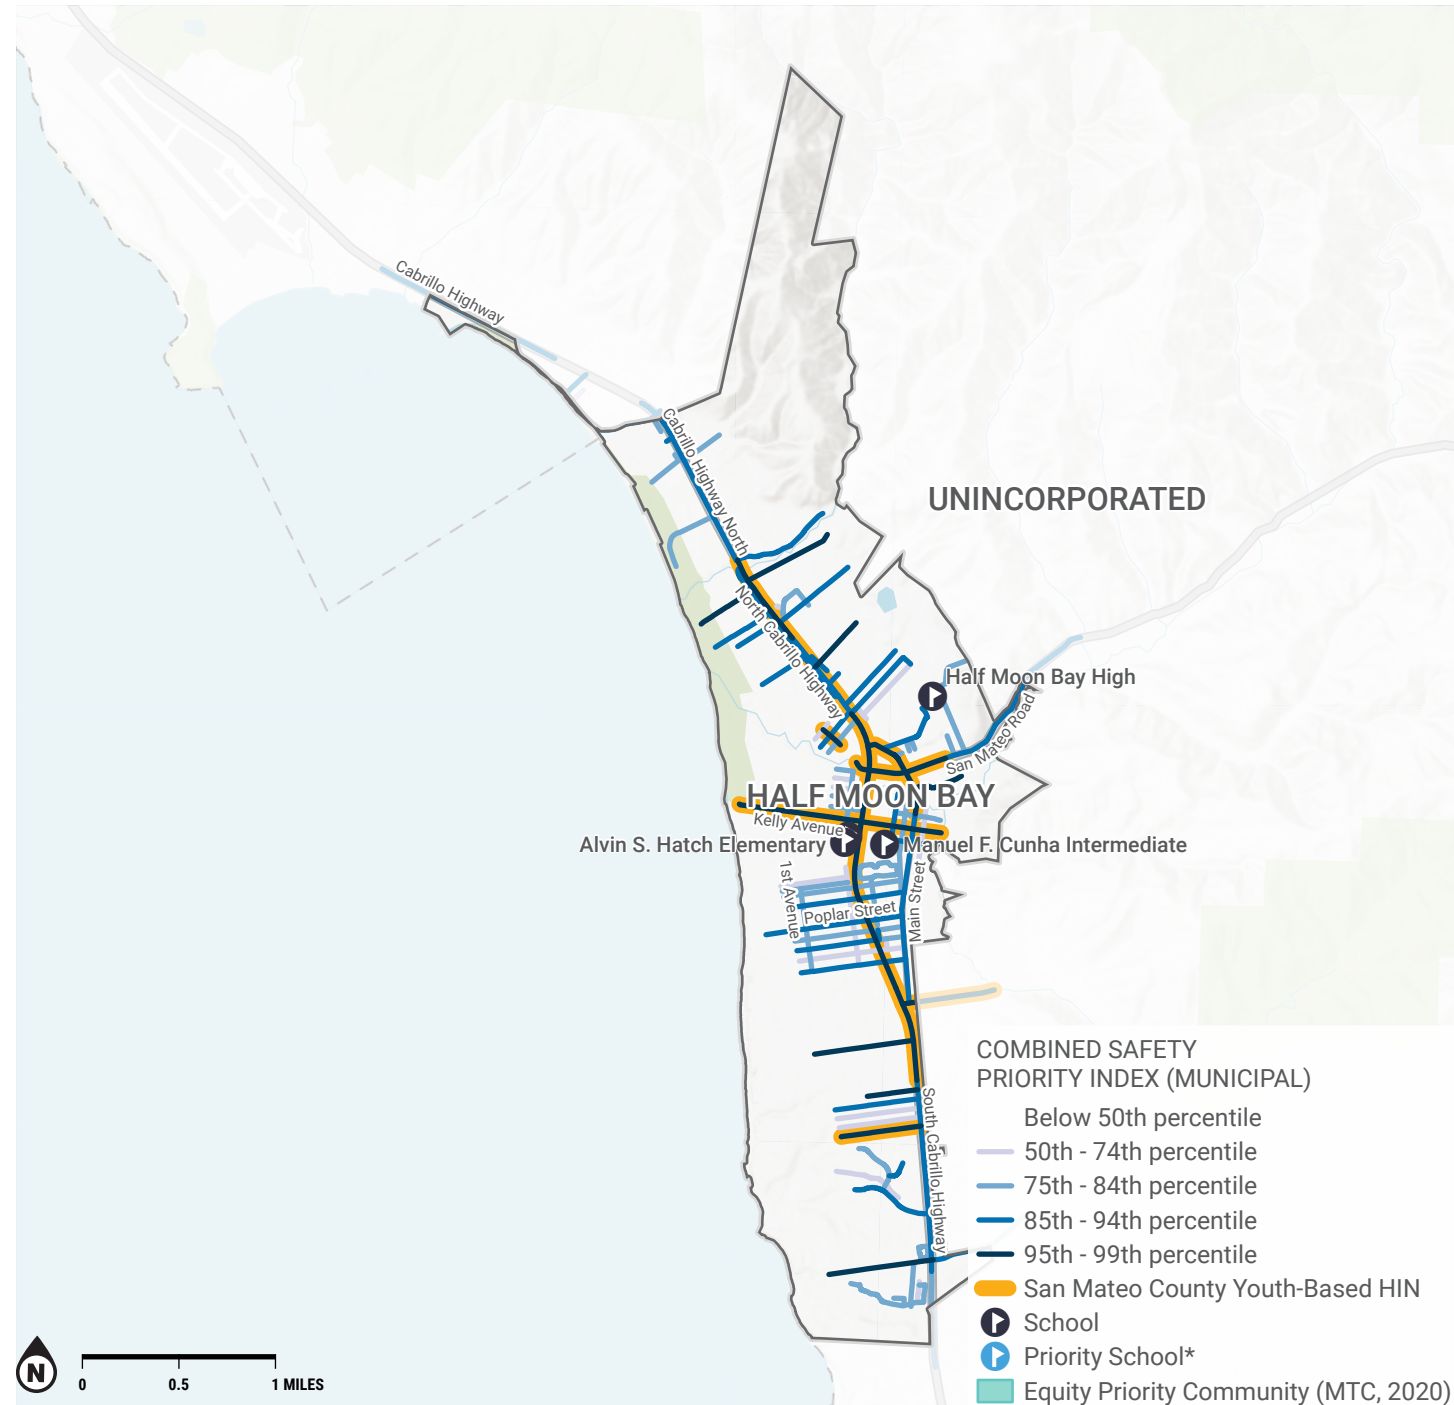 Cabrillo Highway
Cabrillo Highway North
UNINCORPORATED
North Cabrillo Highway
Half Moon Bay High
San Mateo Road
HALF MOON BAY
Kelly Avenue
Alvin S. Hatch Elementary
Manuel F. Cunha Intermediate
1st Avenue
Poplar Street
Main Street
South Cabrillo Highway
COMBINED SAFETY
PRIORITY INDEX (MUNICIPAL)
Below 50th percentile
50th - 74th percentile
75th - 84th percentile
85th - 94th percentile
95th - 99th percentile
San Mateo County Youth-Based HIN
School
Priority School*
Equity Priority Community (MTC, 2020)
N
0 0.5 1 MILES